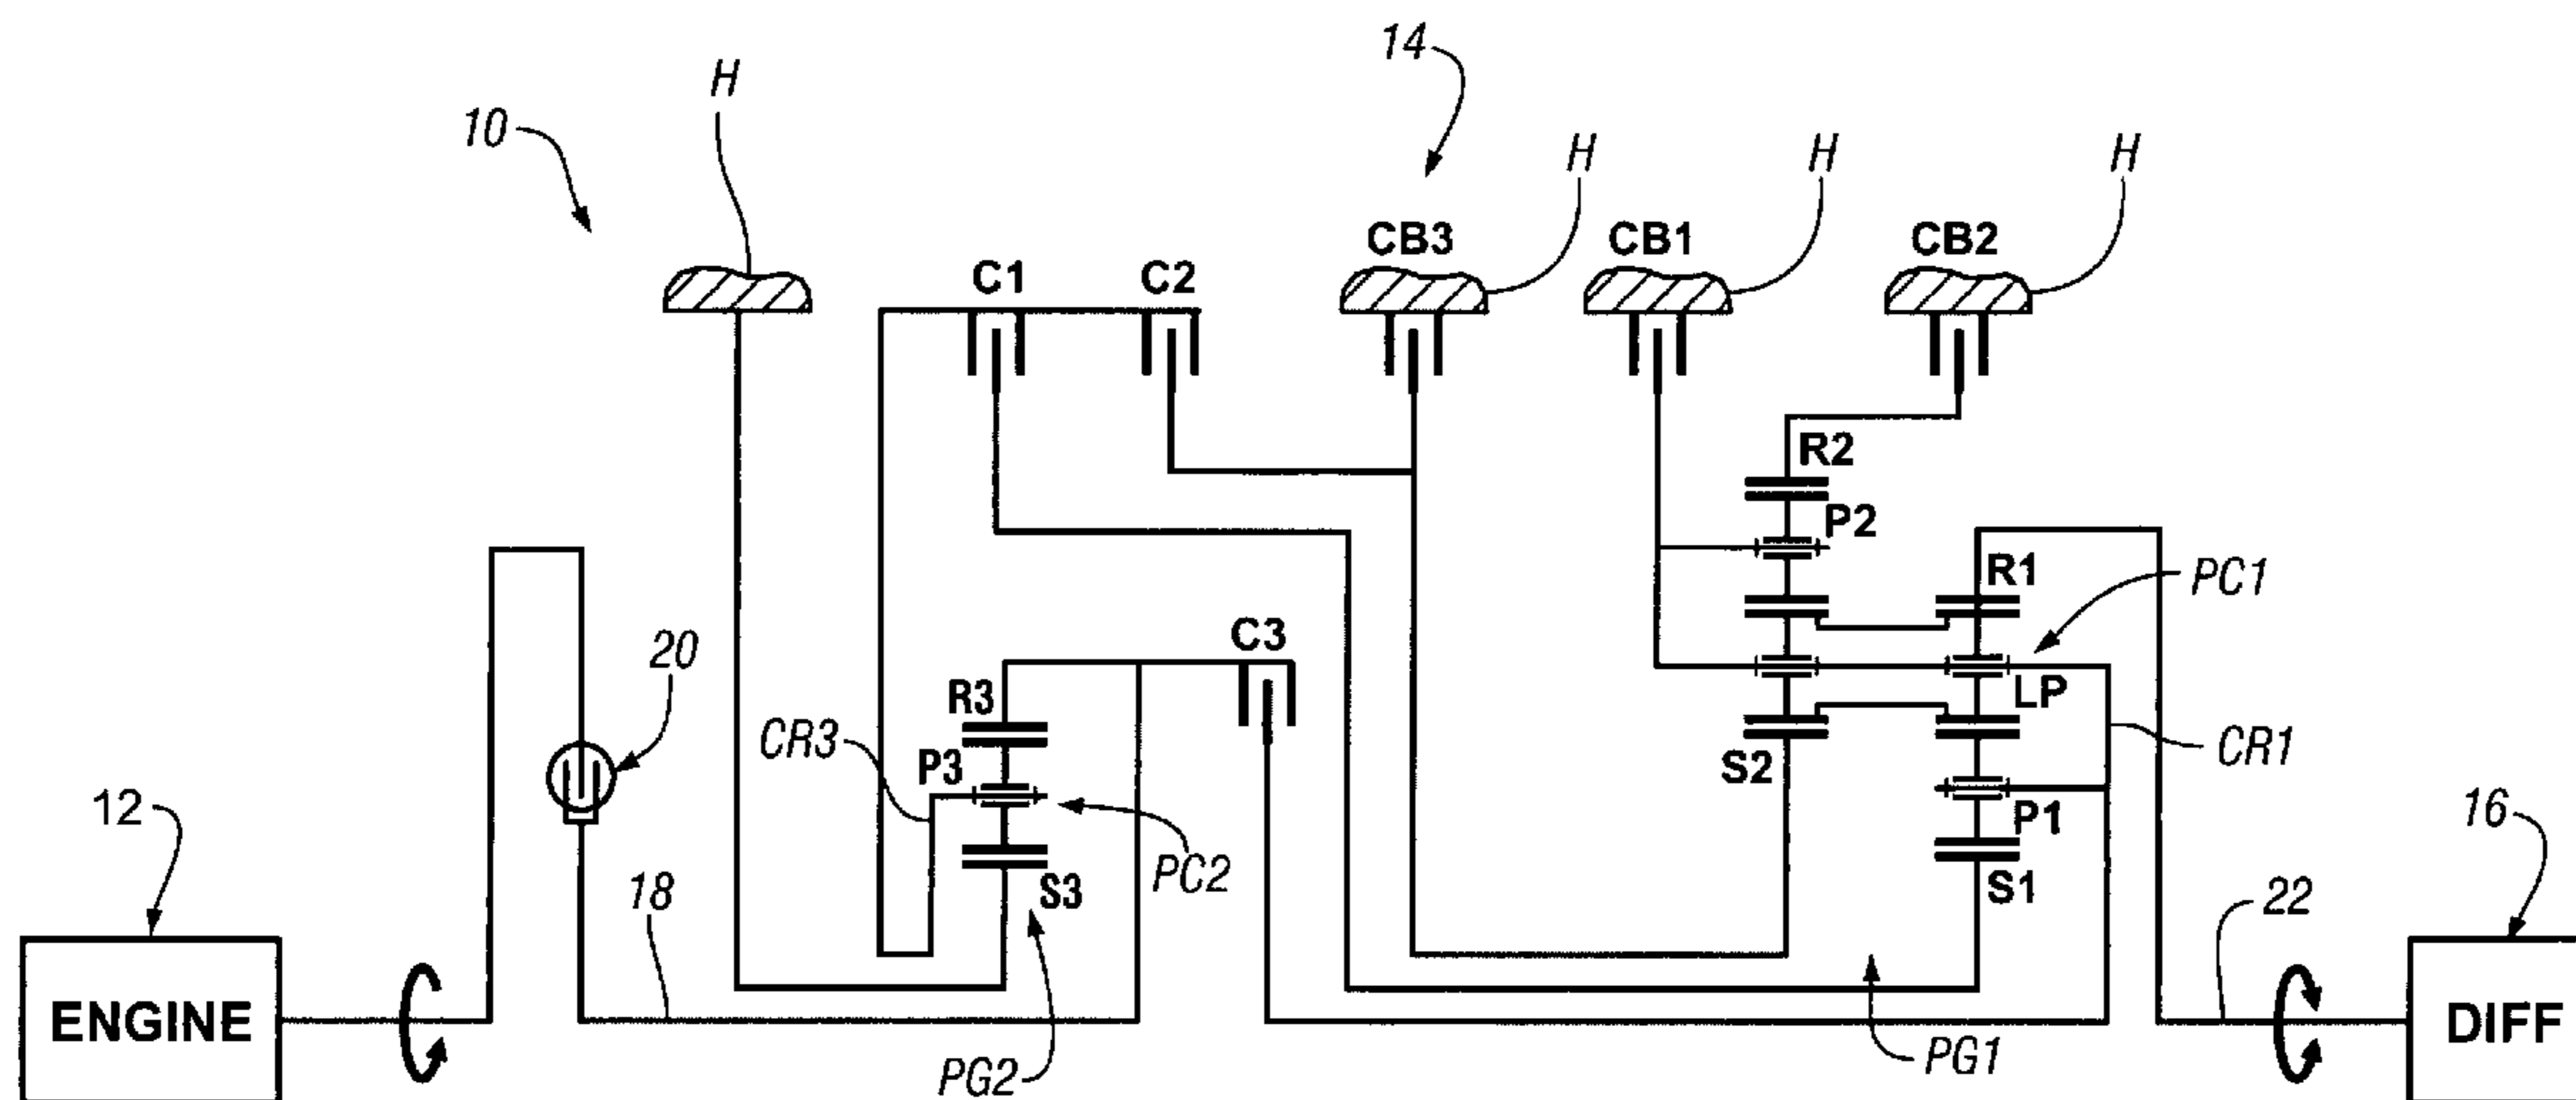 14
H
10
H
H
H
CB3
CB1
CB2
C1
C2
R2
P2
R1
PC1
20
C3
R3
LP
CR3
P3
S2
CR1
12
P1
16
PC2
18
S3
S1
22
ENGINE
DIFF
PG2
PG1